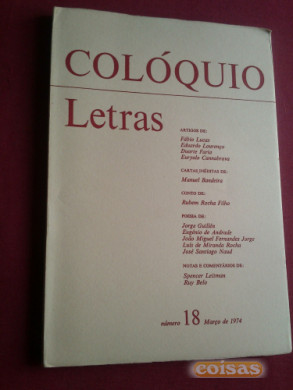 COLÓQUIO
Letras
ARTIGOS DE:
Fábio Lucas
Eduardo Lourenço
Duarte Faria
Euryalo Cannabrava
CARTAS INÉDITAS DE:
Manuel Bandeira
CONTO DE:
Rubem Rocha Filho
POEMA DE:
Jorge Guillén
Eugénio de Andrade
João Miguel Fernandes Jorge
Luís de Miranda Rocha
José Santiago Naud
NOTAS E COMENTÁRIOS DE:
Spencer Leitman
Ruy Belo
número 18 Março de 1974
coisas